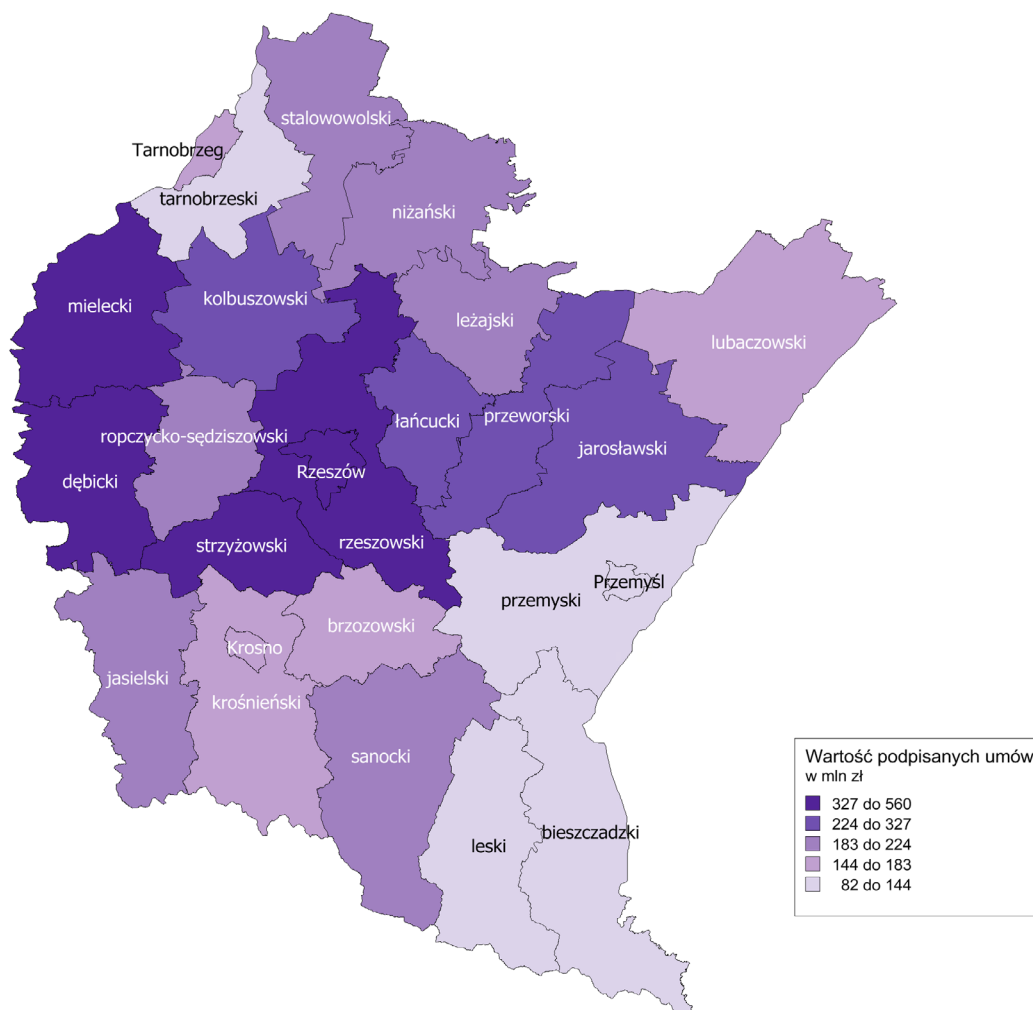 stalowowolski
Tarnobrzeg
tarnobrzeski
niżański
mielecki
kolbuszowski
leżajski
lubaczowski
ropczycko-sędziszowski
łańcucki
przeworski
jarosławski
dębicki
Rzeszów
strzyżowski
rzeszowski
przemyski
Przemyśl
brzozowski
Krosno
jasielski
krośnieński
sanocki
leski
bieszczadzki
Wartość podpisanych umów
w mln zł
327 do 560
224 do 327
183 do 224
144 do 183
82 do 144